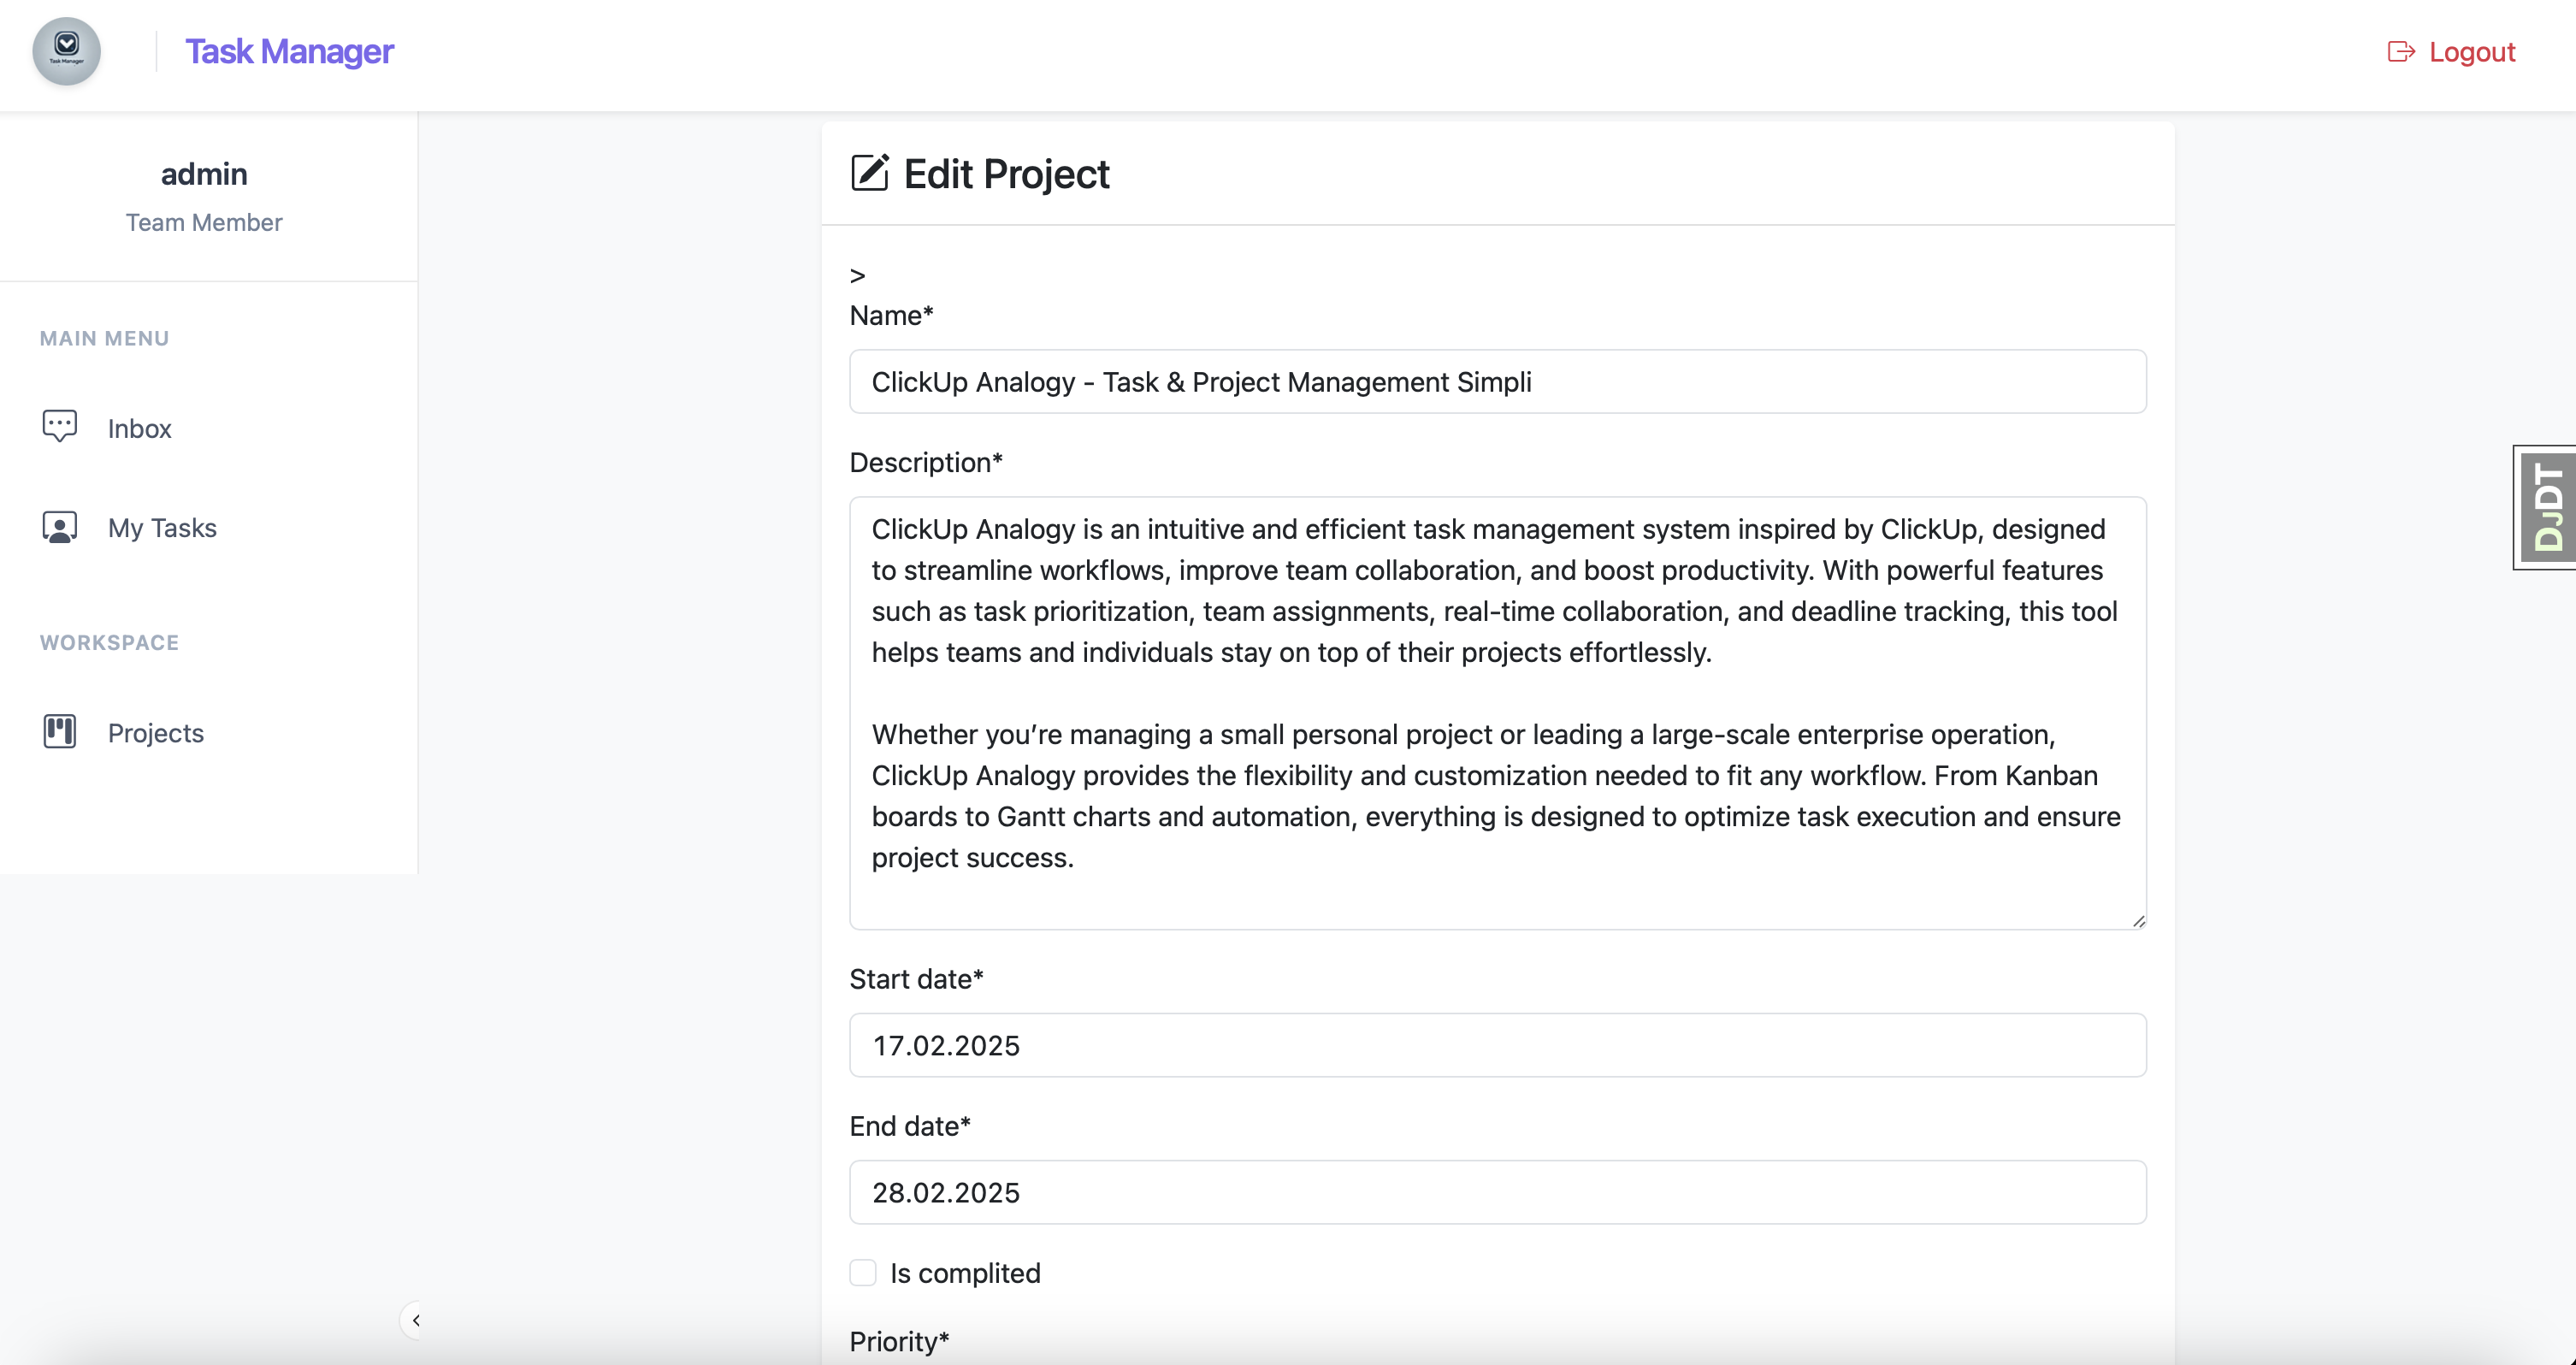 Task Manager
Task Manager
Logout
admin
Team Member
MAIN MENU
Inbox
My Tasks
WORKSPACE
Projects
Edit Project
>
Name*
ClickUp Analogy - Task & Project Management Simpli
Description*
ClickUp Analogy is an intuitive and efficient task management system inspired by ClickUp, designed
to streamline workflows, improve team collaboration, and boost productivity. With powerful features
such as task prioritization, team assignments, real-time collaboration, and deadline tracking, this tool
helps teams and individuals stay on top of their projects effortlessly.
Whether you’re managing a small personal project or leading a large-scale enterprise operation,
ClickUp Analogy provides the flexibility and customization needed to fit any workflow. From Kanban
boards to Gantt charts and automation, everything is designed to optimize task execution and ensure
project success.
Start date*
17.02.2025
End date*
28.02.2025
Is complited
Priority*
DJDT